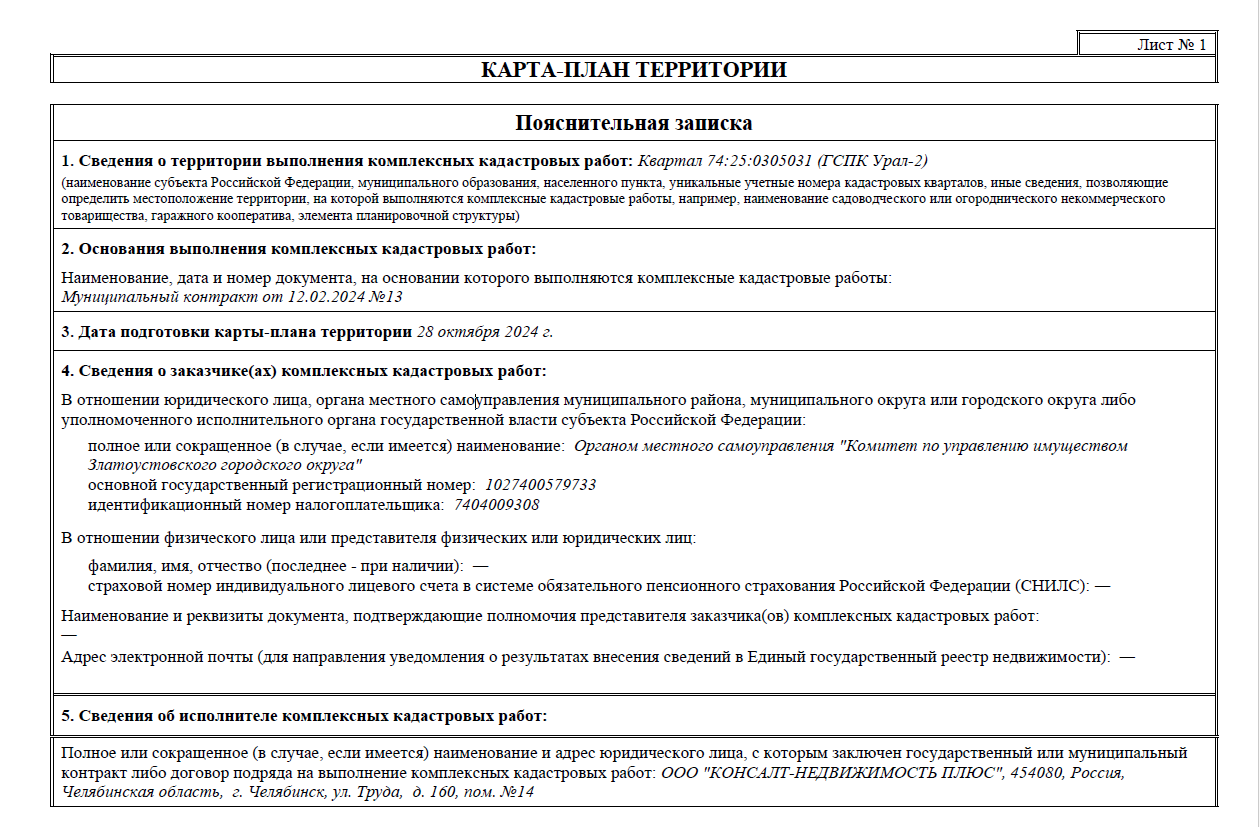 Лист № 1
КАРТА-ПЛАН ТЕРРИТОРИИ
Пояснительная записка
1. Сведения о территории выполнения комплексных кадастровых работ: Квартал 74:25:0305031 (ГСПК Урал-2)
(наименование субъекта Российской Федерации, муниципального образования, населенного пункта, уникальные учетные номера кадастровых кварталов, иные сведения, позволяющие
определить местоположение территории, на которой выполняются комплексные кадастровые работы, например, наименование садоводческого или огороднического некоммерческого
товарищества, гаражного кооператива, элемента планировочной структуры)
2. Основания выполнения комплексных кадастровых работ:
Наименование, дата и номер документа, на основании которого выполняются комплексные кадастровые работы:
Муниципальный контракт от 12.02.2024 №13
3. Дата подготовки карты-плана территории 28 октября 2024 г.
4. Сведения о заказчике(ах) комплексных кадастровых работ:
В отношении юридического лица, органа местного самоуправления муниципального района, муниципального округа или городского округа либо
уполномоченного исполнительного органа государственной власти субъекта Российской Федерации:
полное или сокращенное (в случае, если имеется) наименование: Органом местного самоуправления "Комитет по управлению имуществом
Златоустовского городского округа"
основной государственный регистрационный номер: 1027400579733
идентификационный номер налогоплательщика: 7404009308
В отношении физического лица или представителя физических или юридических лиц:
фамилия, имя, отчество (последнее - при наличии): —
страховой номер индивидуального лицевого счета в системе обязательного пенсионного страхования Российской Федерации (СНИЛС): —
Наименование и реквизиты документа, подтверждающие полномочия представителя заказчика(ов) комплексных кадастровых работ:
—
Адрес электронной почты (для направления уведомления о результатах внесения сведений в Единый государственный реестр недвижимости): —
5. Сведения об исполнителе комплексных кадастровых работ:
Полное или сокращенное (в случае, если имеется) наименование и адрес юридического лица, с которым заключен государственный или муниципальный
контракт либо договор подряда на выполнение комплексных кадастровых работ: ООО "КОНСАЛТ-НЕДВИЖИМОСТЬ ПЛЮС", 454080, Россия,
Челябинская область, г. Челябинск, ул. Труда, д. 160, пом. №14